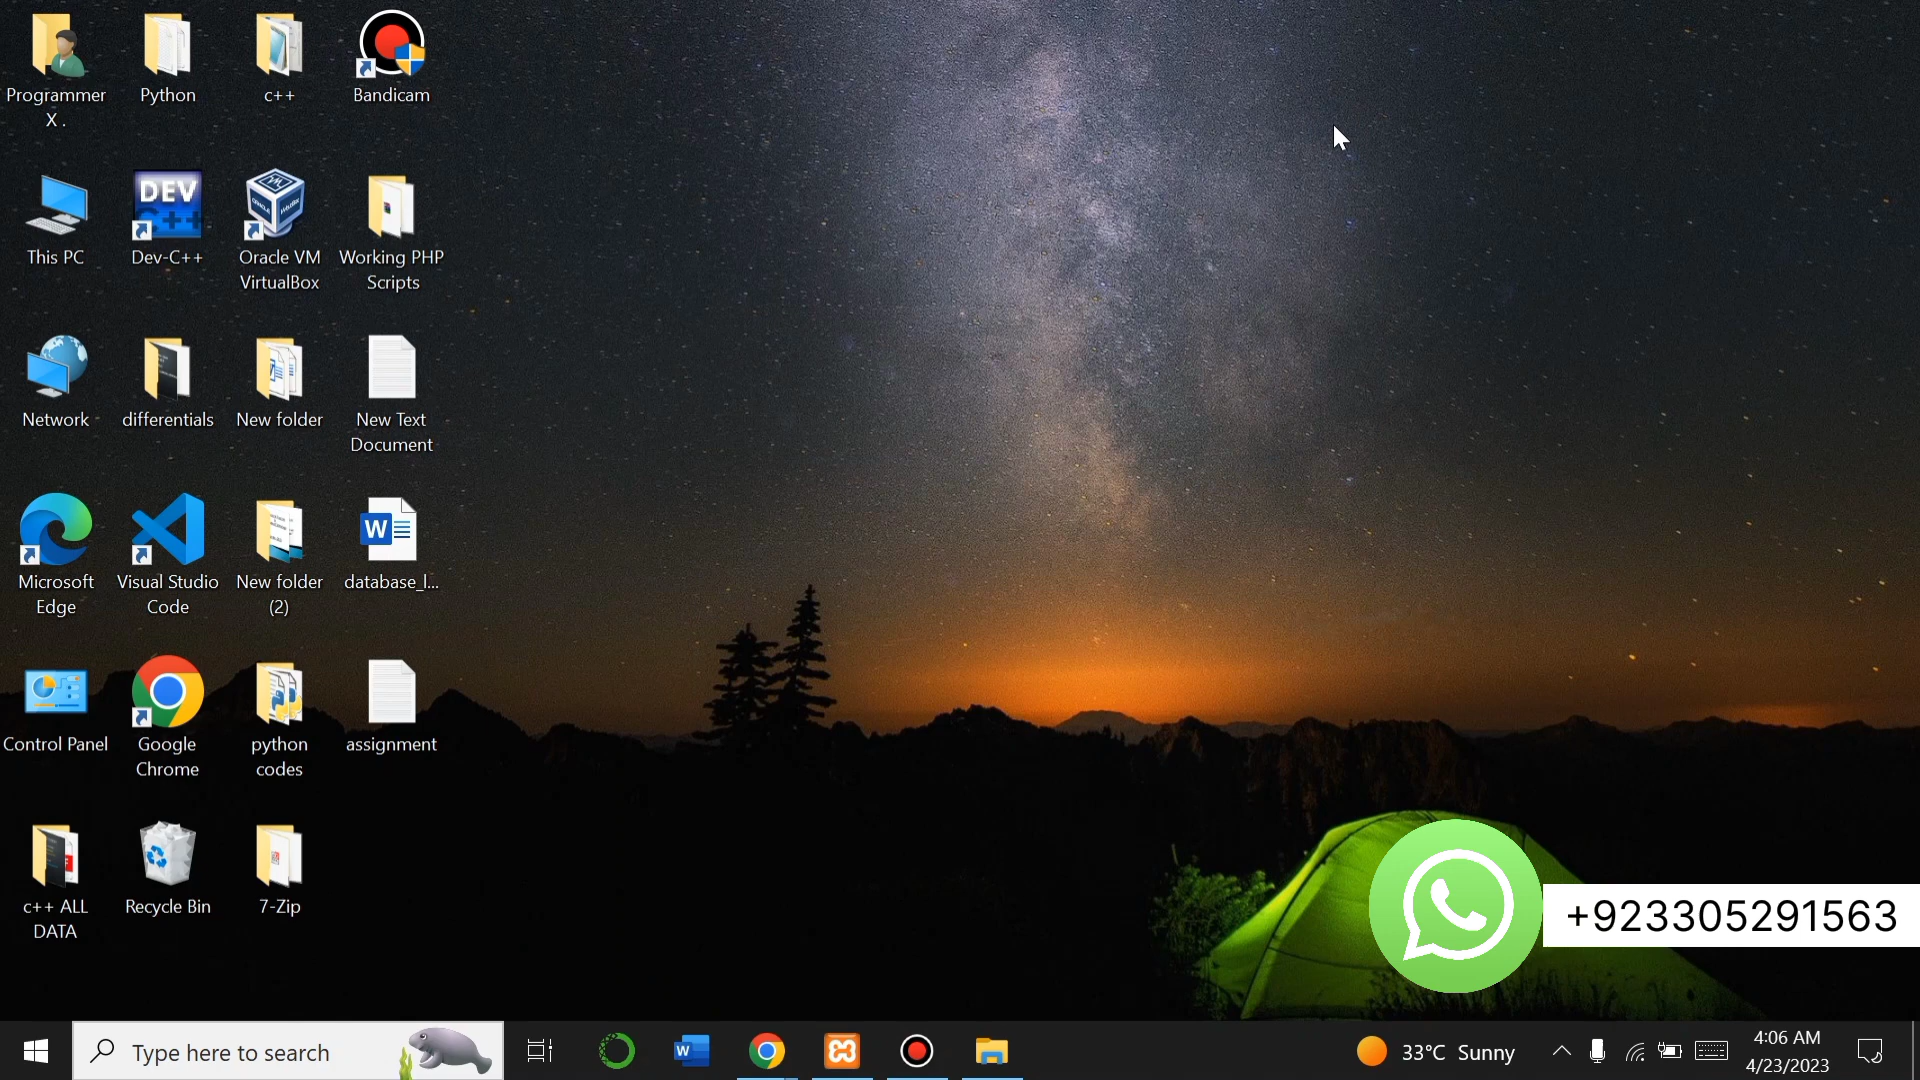 Programmer
X .
Python
c++
Bandicam
This PC
DEV
C++
Dev-C++
Oracle VM
VirtualBox
Working PHP
Scripts
Network
differentials
New folder
New Text
Document
Microsoft
Edge
Visual Studio
Code
New folder
(2)
W
database_l...
Control Panel
Google
Chrome
python
codes
assignment
c++ ALL
DATA
Recycle Bin
7-Zip
+923305291563
Type here to search
W
33°C Sunny
4:06 AM
4/23/2023